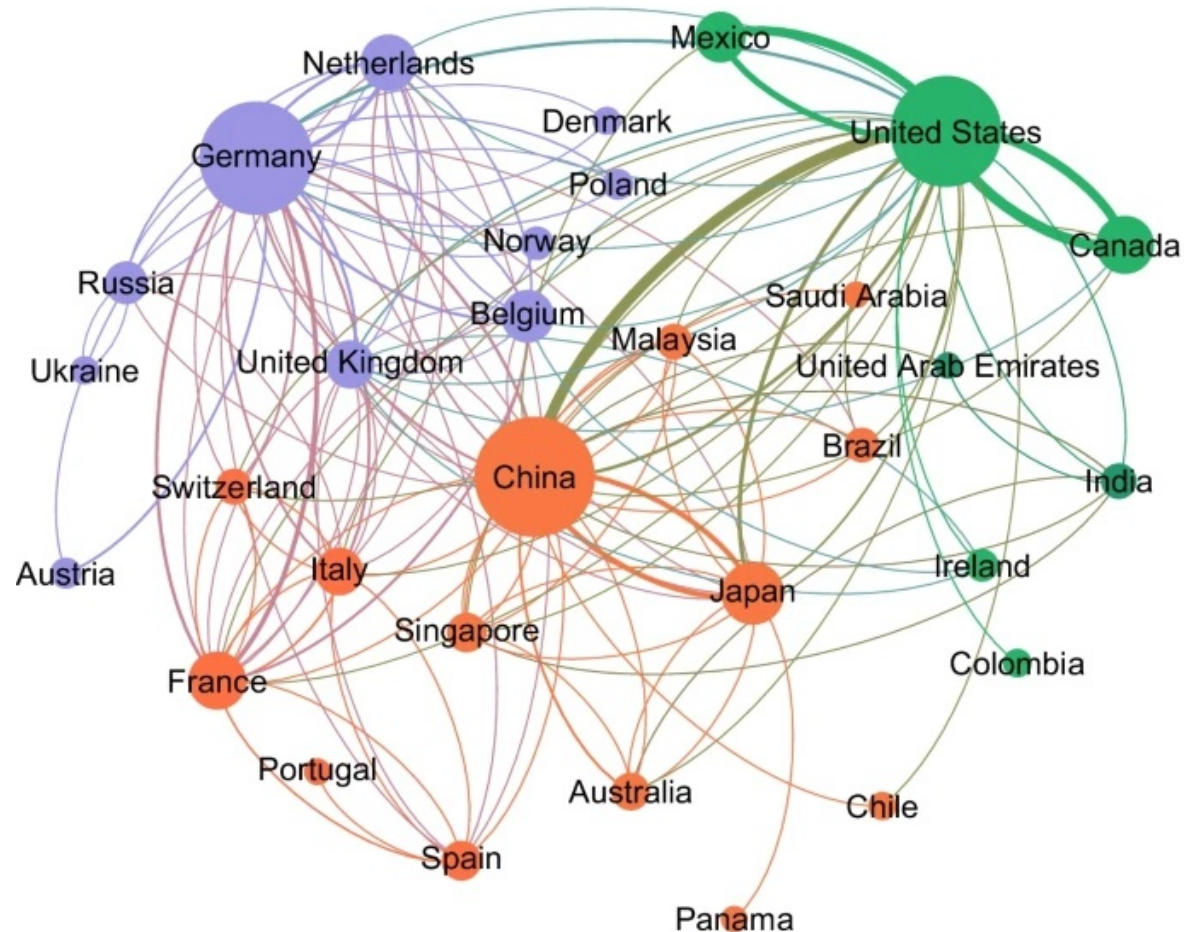 Mexico
Netherlands
Denmark
United States
Germany
Poland
Norway
Canada
Russia
Saudi Arabia
Belgium
Malaysia
Ukraine
United Kingdom
United Arab Emirates
Brazil
China
Switzerland
India
Austria
Italy
Ireland
Japan
Singapore
Colombia
France
Portugal
Australia
Chile
Spain
Panama